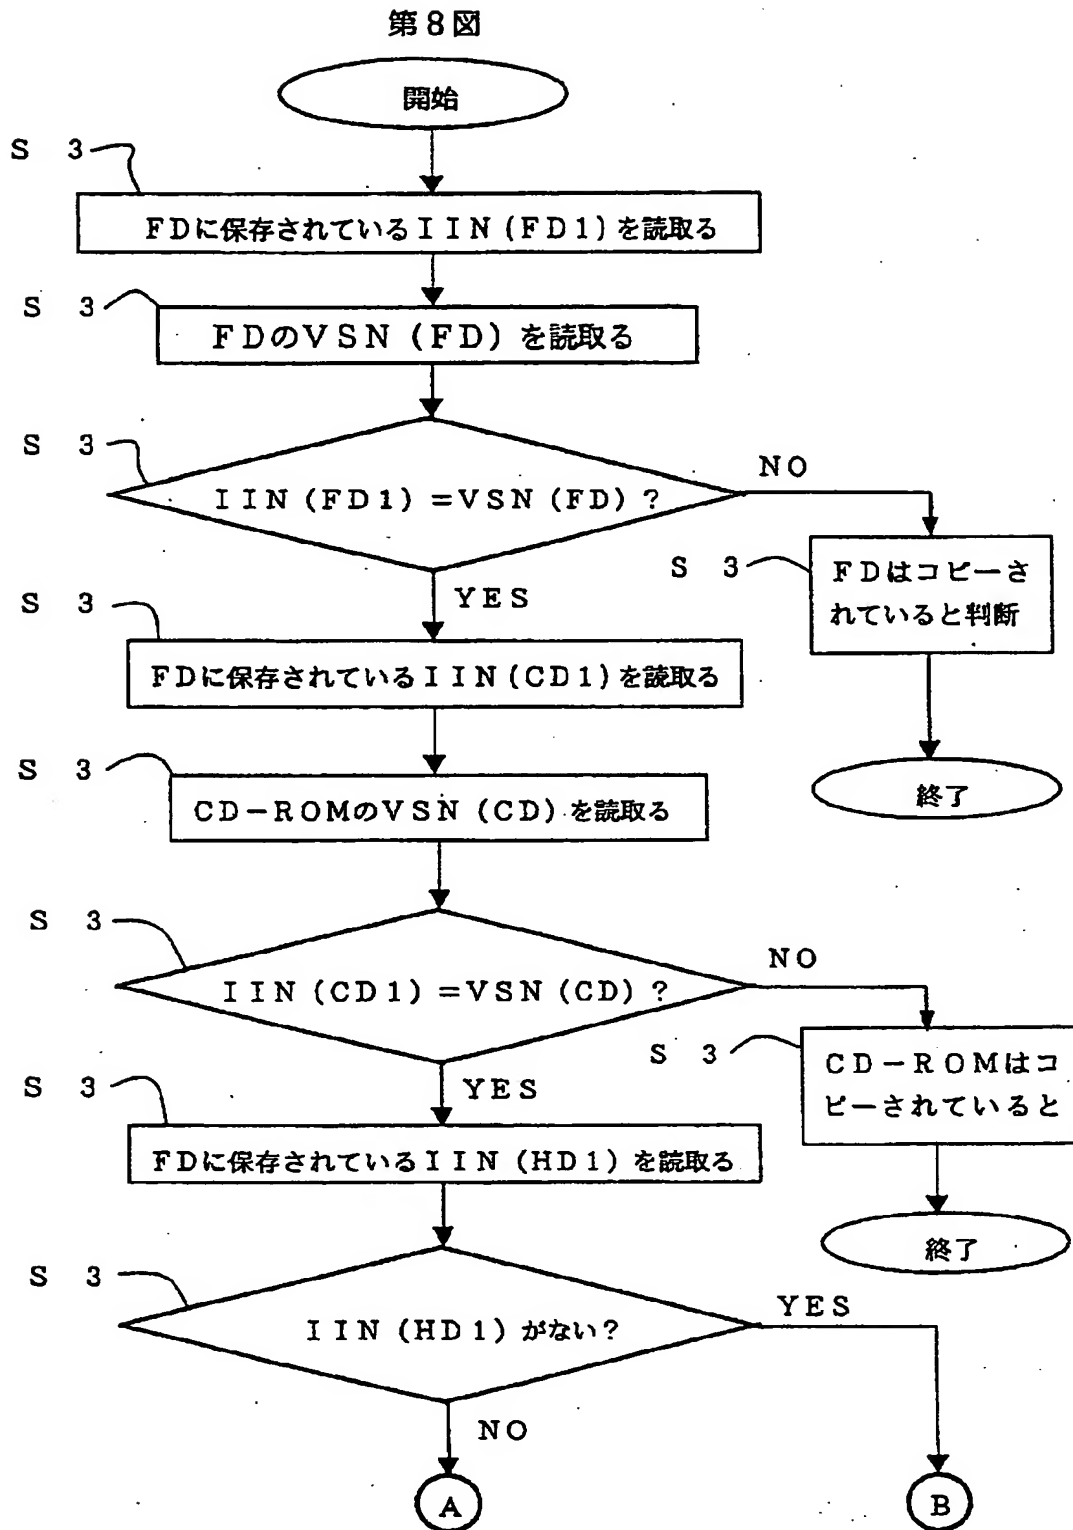 第8図
開始
S 3
FDに保存されているIIN(FD1)を読取る
S 3
FDのVSN(FD)を読取る
S 3
IIN(FD1)=VSN(FD)?
NO
S 3
FDはコピーさ
れていると判断
終了
YES
S 3
FDに保存されているIIN(CD1)を読取る
S 3
CD-ROMのVSN(CD)を読取る
S 3
IIN(CD1)=VSN(CD)?
NO
S 3
CD-ROMはコ
ピーされていると
終了
YES
S 3
FDに保存されているIIN(HD1)を読取る
S 3
IIN(HD1)がない?
YES
NO
A
B